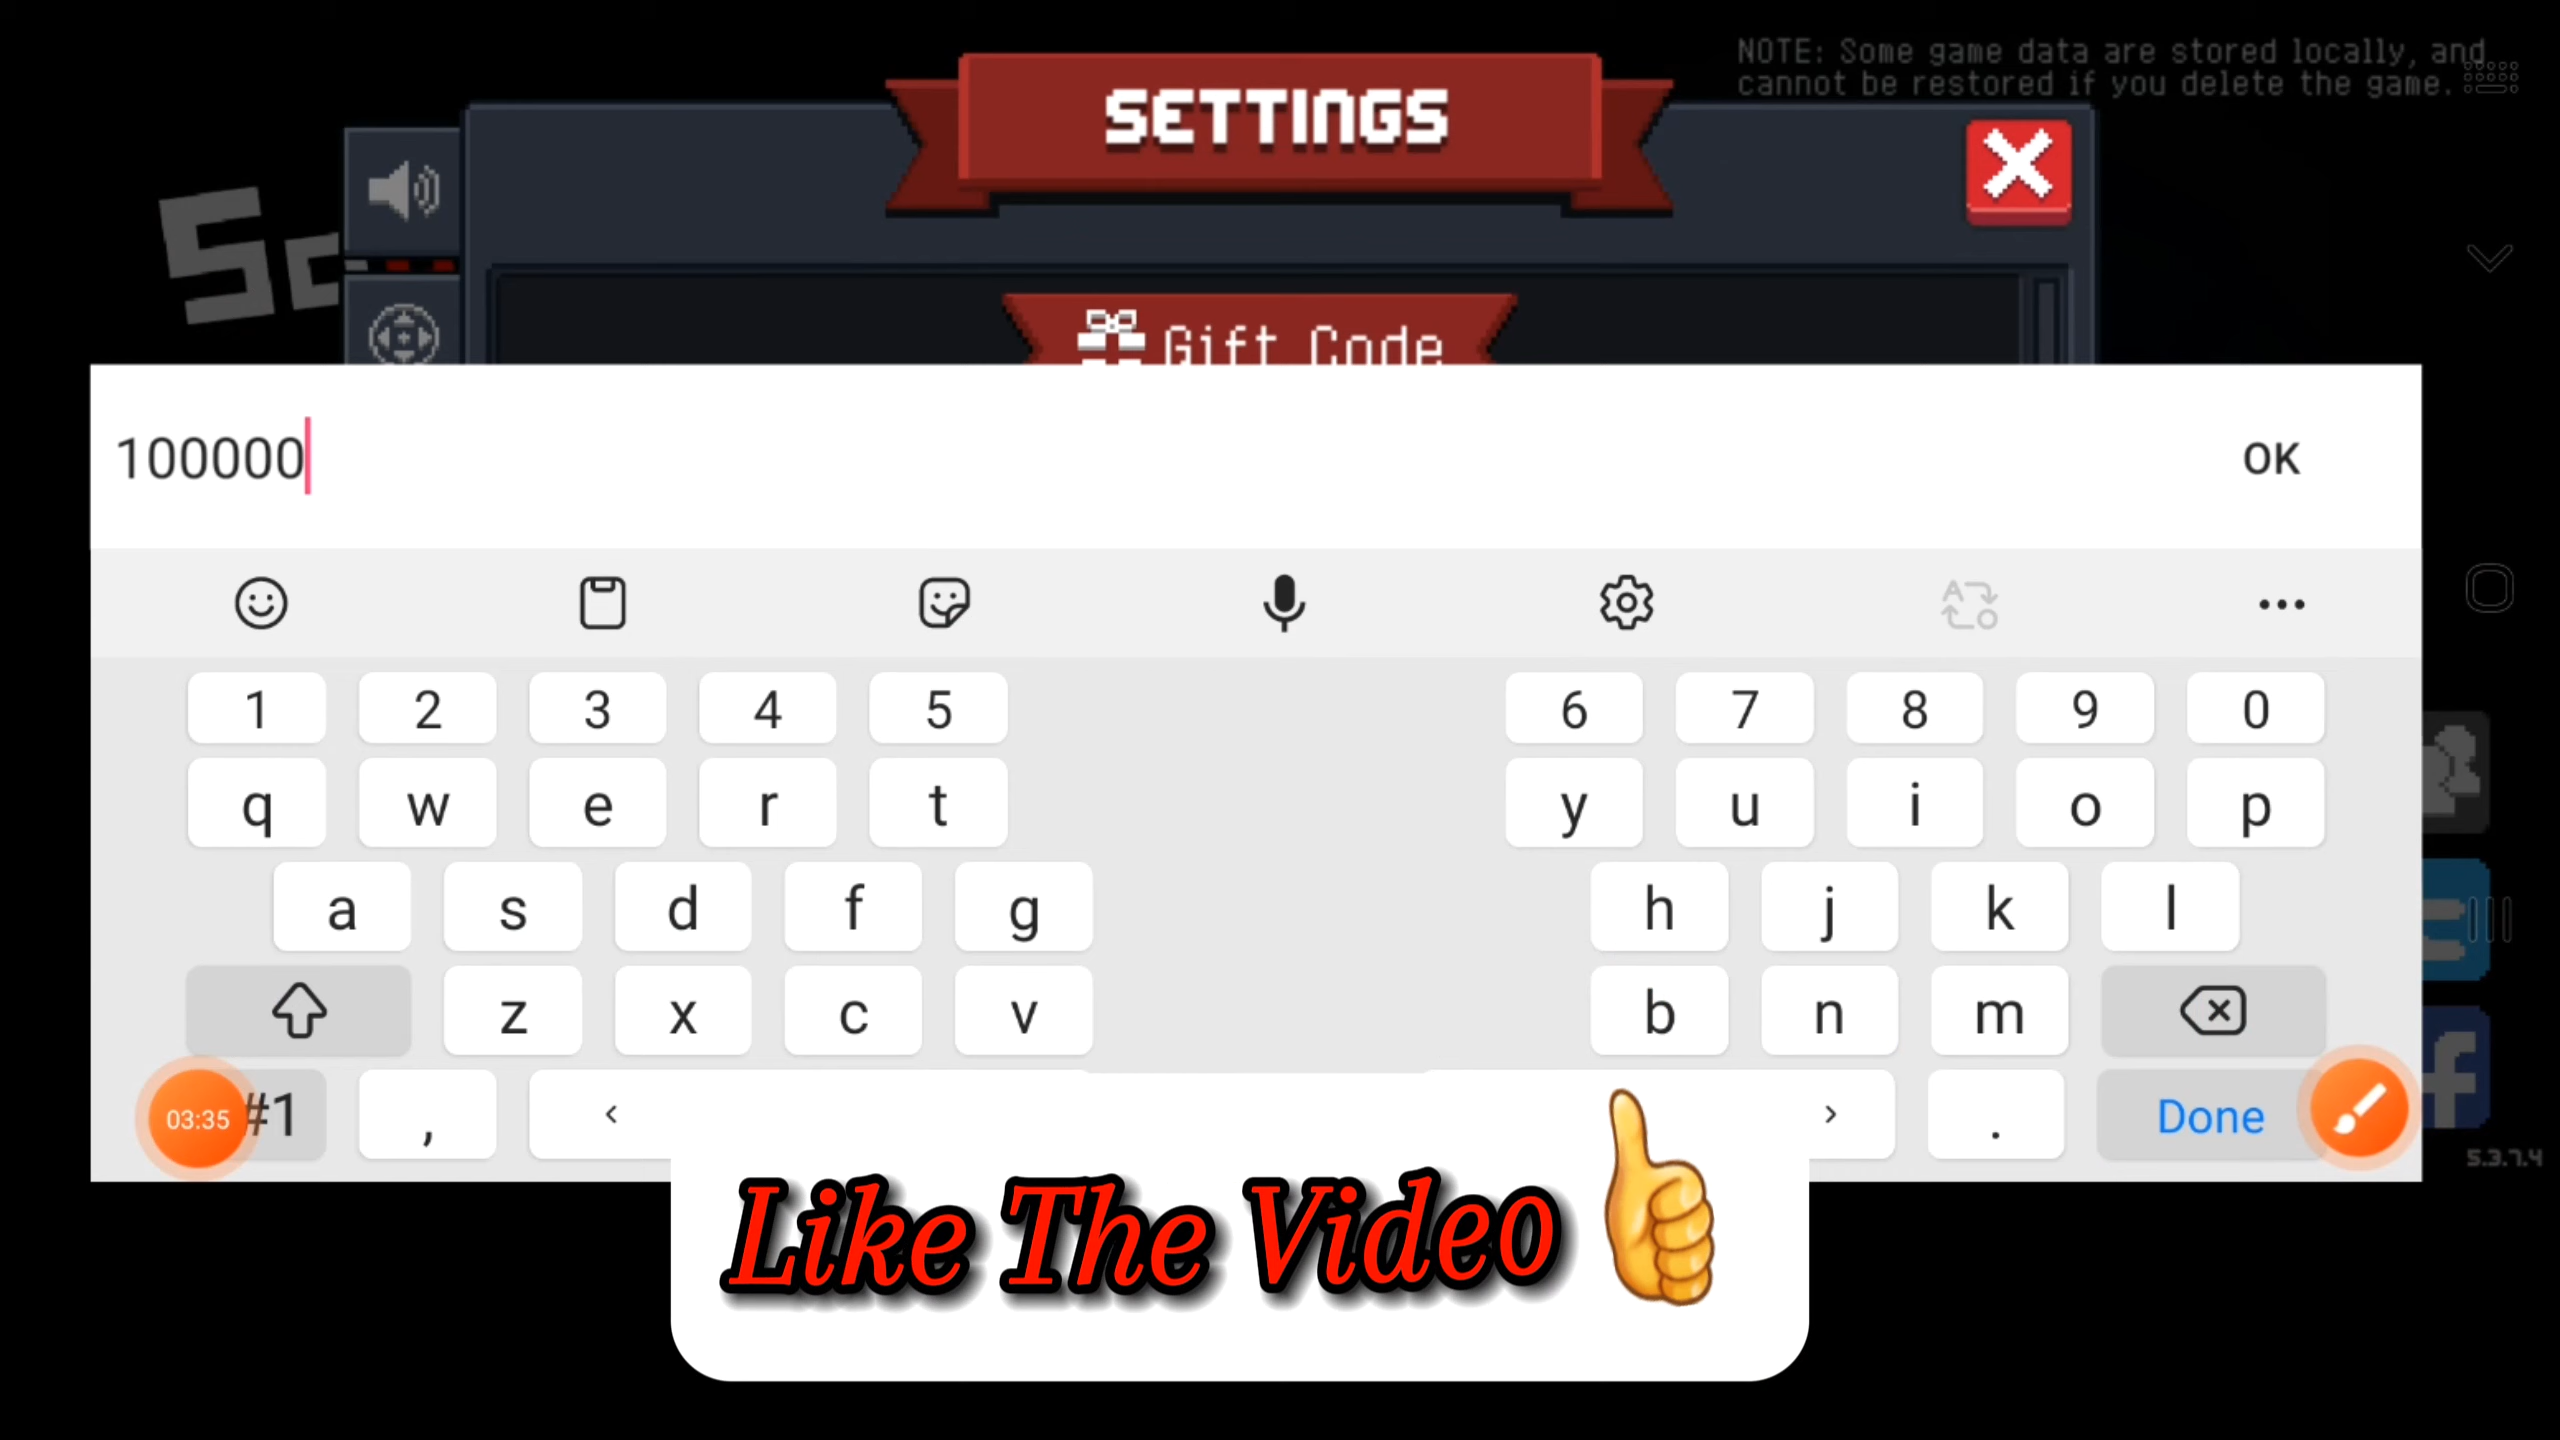 NOTE: Some game data are stored locally, and
cannot be restored if you delete the game.
SETTINGS
Gift Code
100000
OK
1 2 3 4 5 6 7 8 9 0
q w e r t y u i o p
a s d f g h j k l
z x c v b n m
03:35
#1 , < > . Done
5.3.7.4
Like The Video